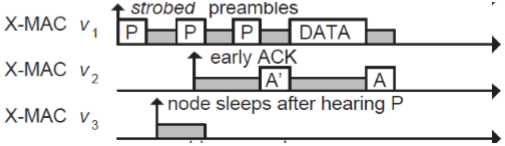 strobed preambles
X-MAC v1 P P P DATA
early ACK
X-MAC v2 A' A
node sleeps after hearing P
X-MAC v3